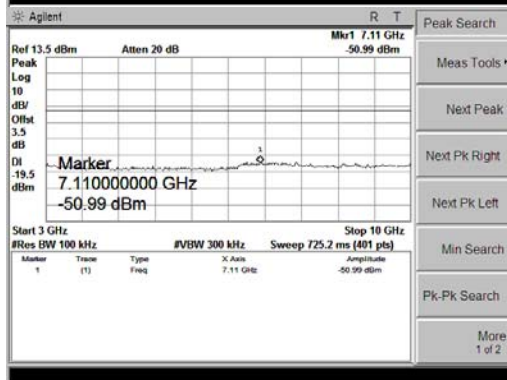 Agilent R T
Mkr1 7.11 GHz
Ref 13.5 dBm Atten 20 dB -50.99 dBm
Peak
Log
10
dB/
Offst
3.5
dB
DI
-19.5
dBm
1
Marker
7.110000000 GHz
-50.99 dBm
Start 3 GHz Stop 10 GHz
#Res BW 100 kHz #VBW 300 kHz Sweep 725.2 ms (401 pts)
Marker Trace Type X Axis Amplitude
1 (1) Freq 7.11 GHz -50.99 dBm
Peak Search
Meas Tools
Next Peak
Next Pk Right
Next Pk Left
Min Search
Pk-Pk Search
More
1 of 2